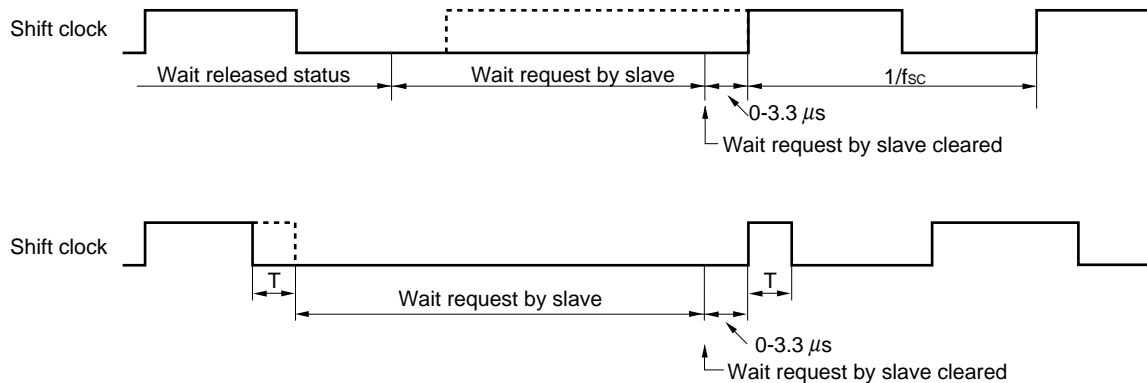 Shift clock
Wait released status
Wait request by slave
1/fSC
0-3.3 μs
Wait request by slave cleared
Shift clock
T
Wait request by slave
T
0-3.3 μs
Wait request by slave cleared